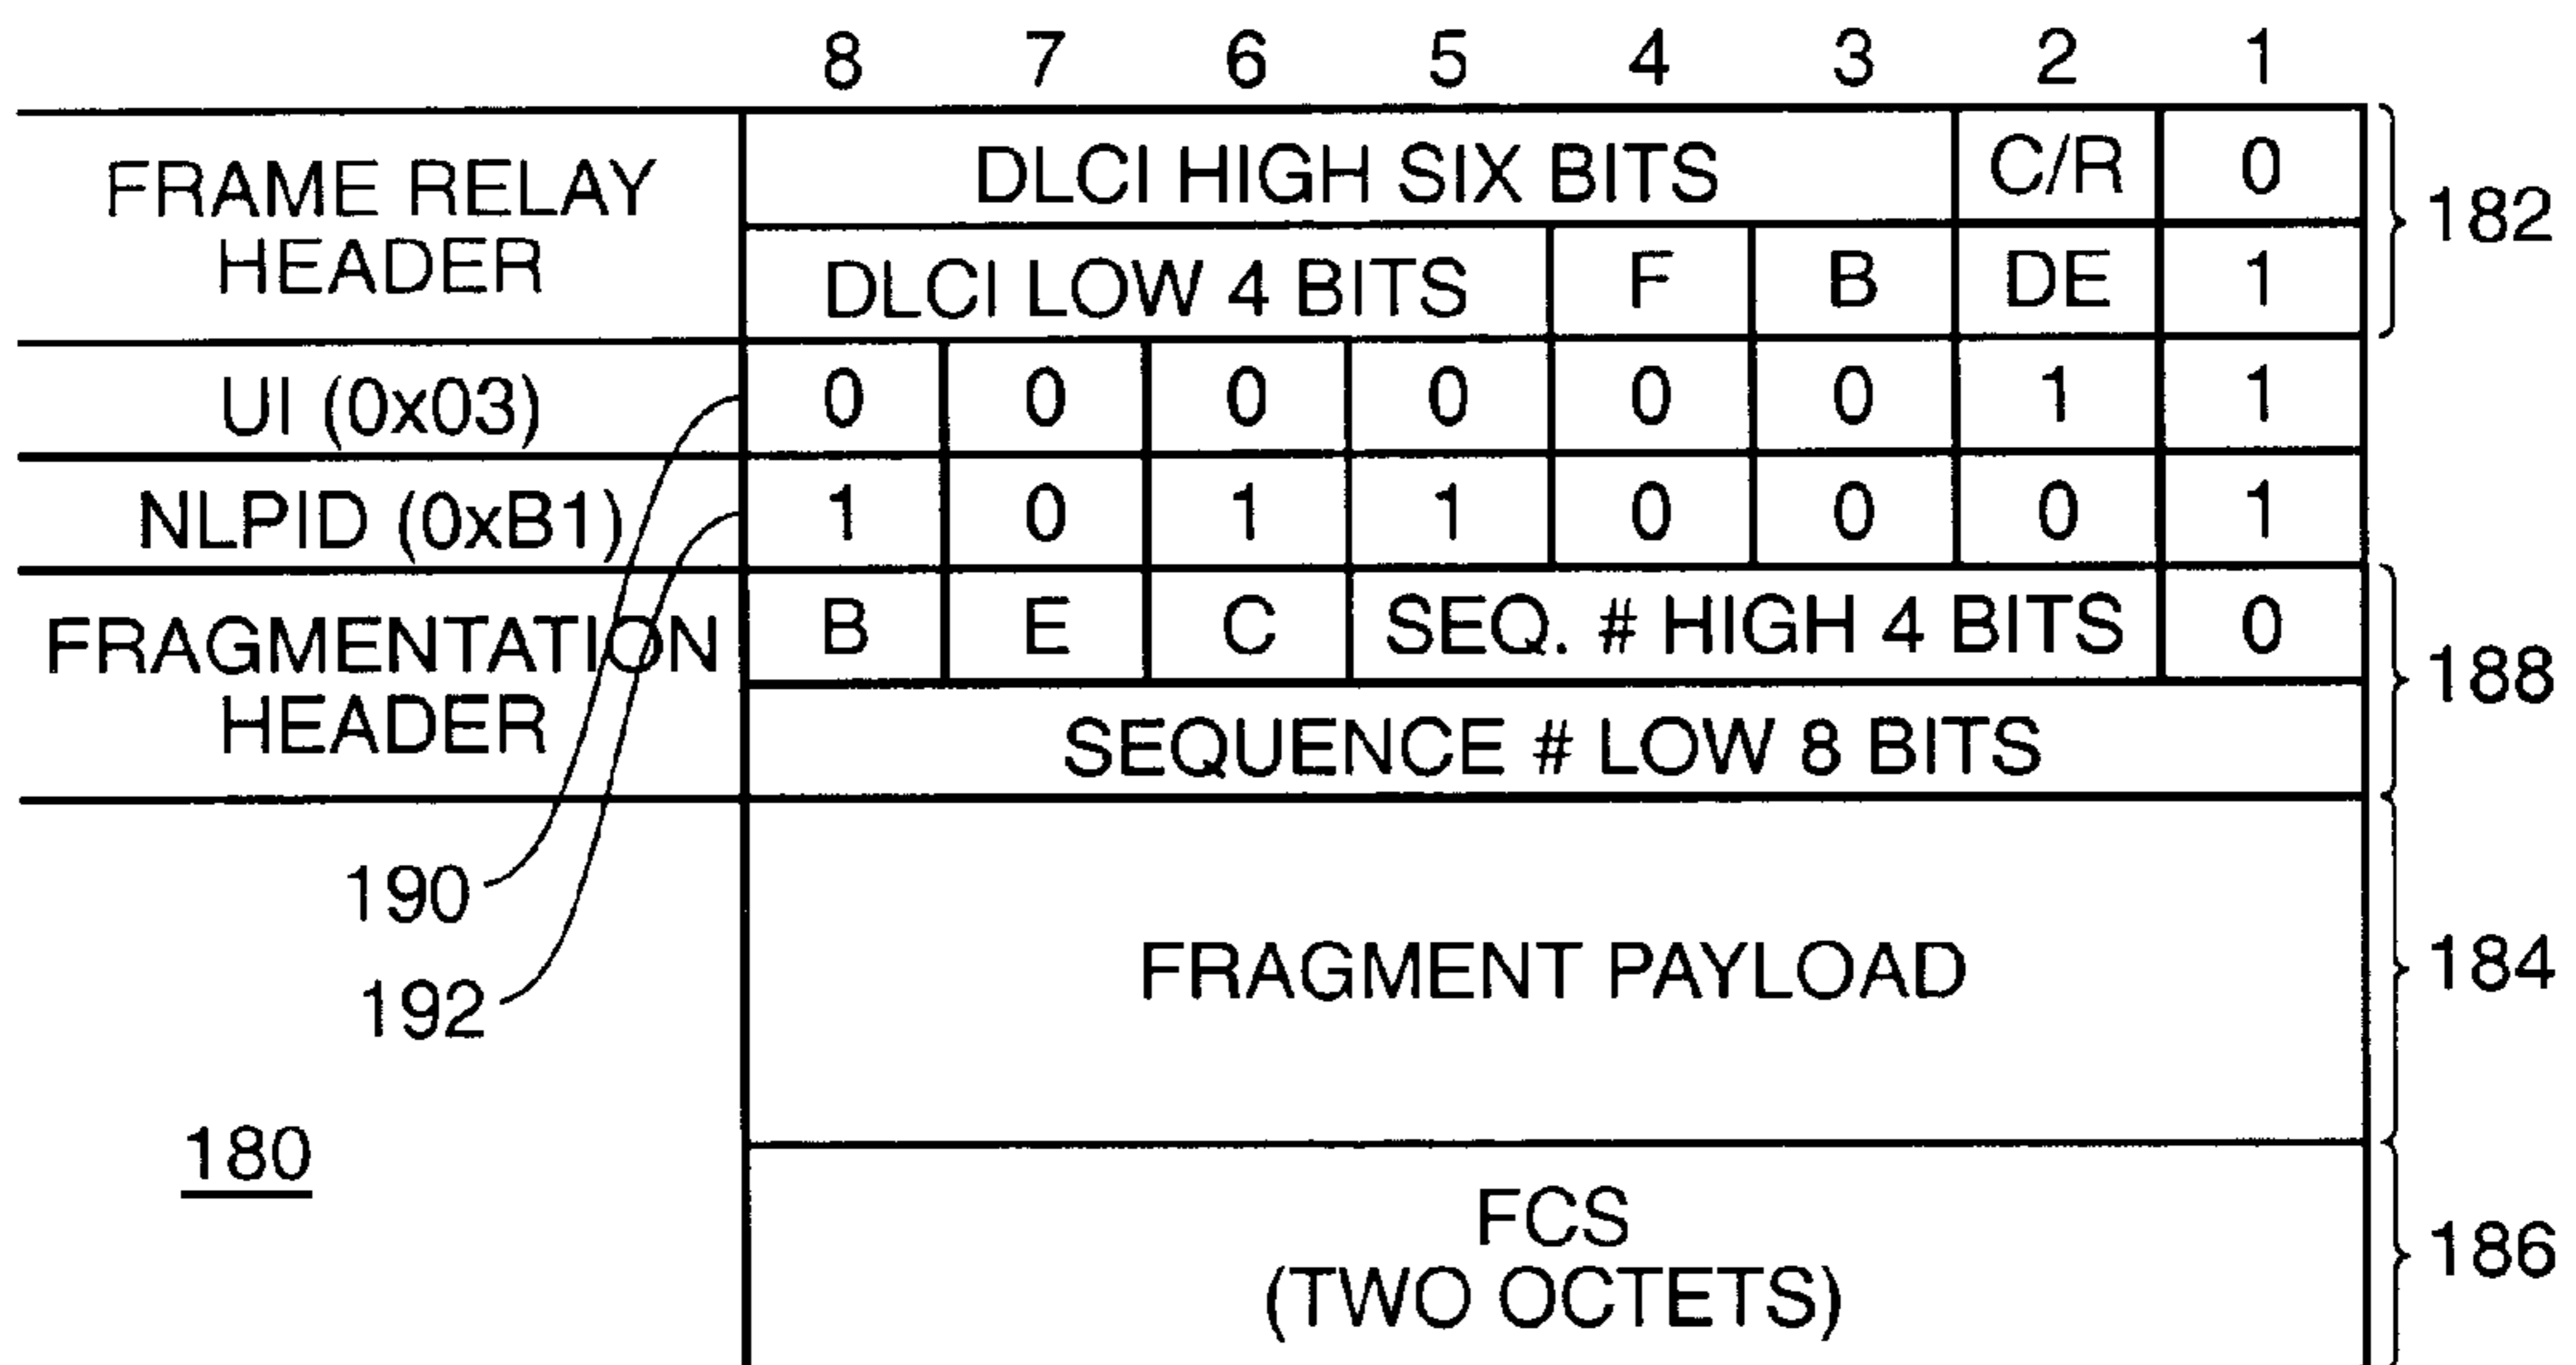 8 7 6 5 4 3 2 1
FRAME RELAY
HEADER
DLCI HIGH SIX BITS C/R 0
182
DLCI LOW 4 BITS F B DE 1
UI (0x03) 0 0 0 0 0 0 1 1
NLPID (0xB1) 1 0 1 1 0 0 0 1
FRAGMENTATION
HEADER
B E C SEQ. # HIGH 4 BITS 0
188
SEQUENCE # LOW 8 BITS
190
192
FRAGMENT PAYLOAD
184
180
FCS
(TWO OCTETS)
186